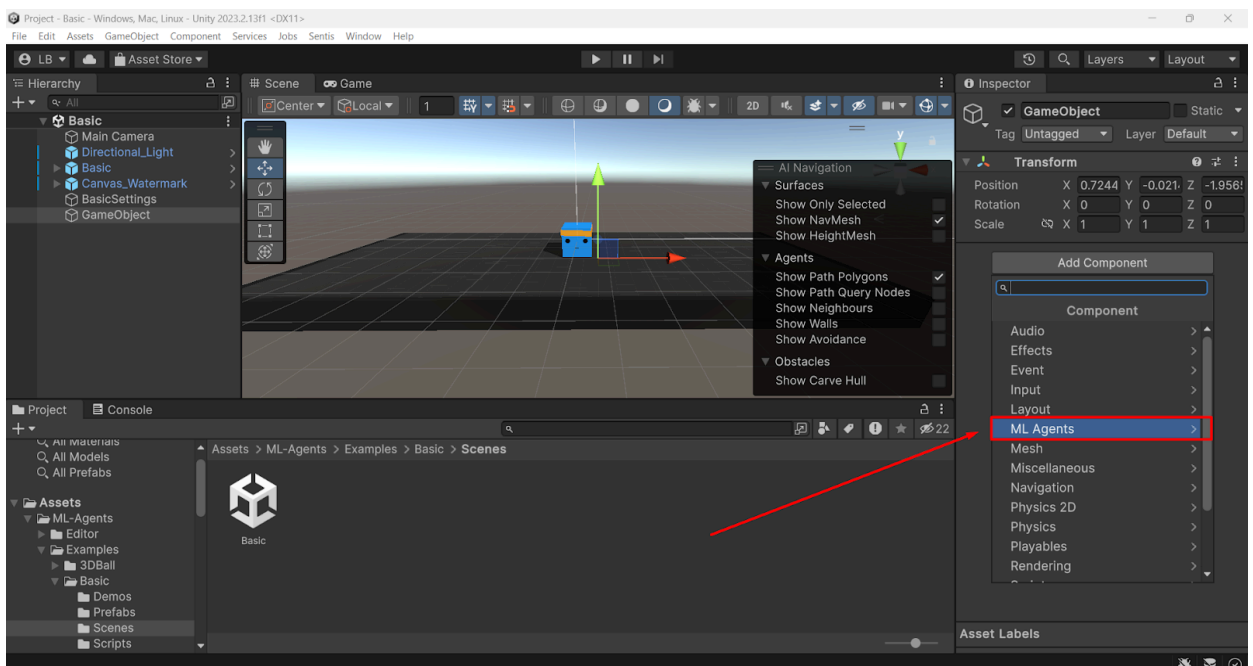 Project - Basic - Windows, Mac, Linux - Unity 2023.2.13f1 <DX11>
File Edit Assets GameObject Component Services Jobs Sentis Window Help
LB Asset Store Layers Layout
Hierarchy
All
Basic
Main Camera
Directional_Light
Basic
Canvas_Watermark
BasicSettings
GameObject
Scene Game
Center Local 1 2D
y
AI Navigation
Surfaces
Show Only Selected
Show NavMesh
Show HeightMesh
Agents
Show Path Polygons
Show Path Query Nodes
Show Neighbours
Show Walls
Show Avoidance
Obstacles
Show Carve Hull
Inspector
GameObject Static
Tag Untagged Layer Default
Transform
Position X 0.7244 Y -0.021 Z -1.956
Rotation X 0 Y 0 Z 0
Scale X 1 Y 1 Z 1
Add Component
Component
Audio
Effects
Event
Input
Layout
ML Agents
Mesh
Miscellaneous
Navigation
Physics 2D
Physics
Playables
Rendering
Asset Labels
Project Console
22
All Materials
All Models
All Prefabs
Assets
ML-Agents
Editor
Examples
3DBall
Basic
Demos
Prefabs
Scenes
Scripts
Assets > ML-Agents > Examples > Basic > Scenes
Basic